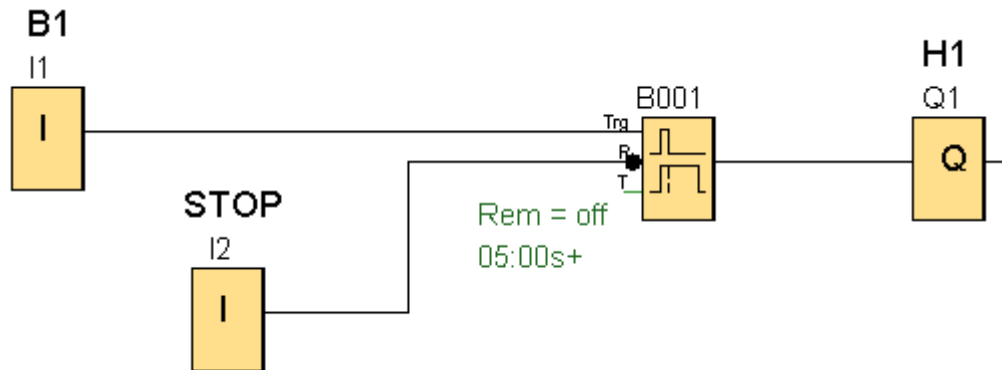 B1
I1
I
H1
B001
Q1
Trg
R
T
Q
STOP
Rem = off
05:00s+
I2
I